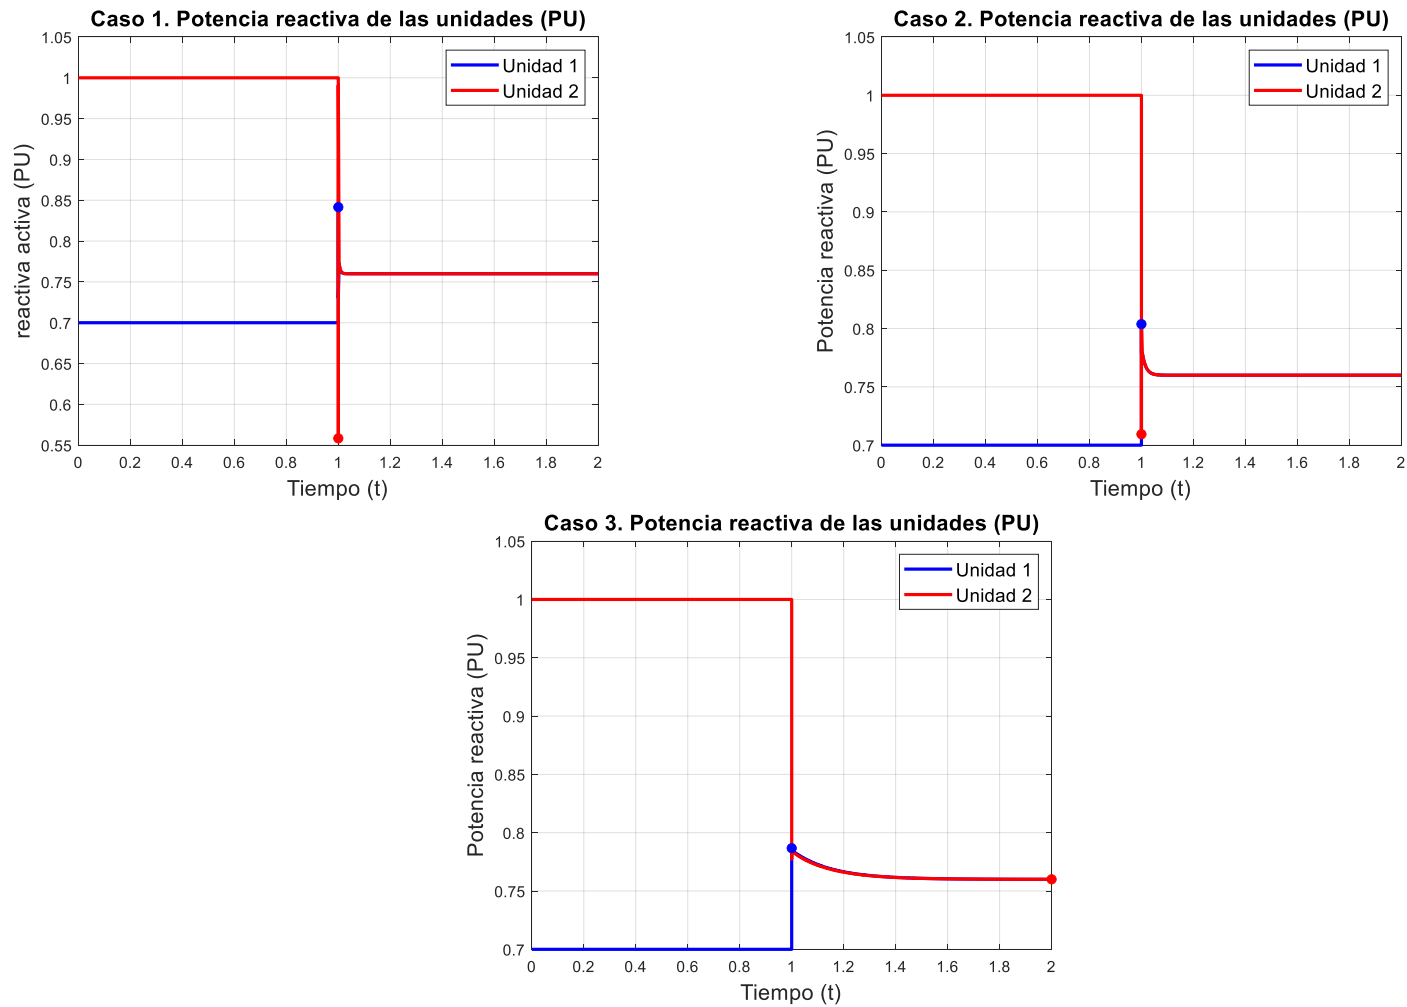 Caso 1. Potencia reactiva de las unidades (PU)
1.05
1
0.95
0.9
0.85
0.8
0.75
0.7
0.65
0.6
0.55
reactiva activa (PU)
Unidad 1
Unidad 2
0 0.2 0.4 0.6 0.8 1 1.2 1.4 1.6 1.8 2
Tiempo (t)
Caso 2. Potencia reactiva de las unidades (PU)
1.05
1
0.95
0.9
0.85
0.8
0.75
0.7
Potencia reactiva (PU)
Unidad 1
Unidad 2
0 0.2 0.4 0.6 0.8 1 1.2 1.4 1.6 1.8 2
Tiempo (t)
Caso 3. Potencia reactiva de las unidades (PU)
1.05
1
0.95
0.9
0.85
0.8
0.75
0.7
Potencia reactiva (PU)
Unidad 1
Unidad 2
0 0.2 0.4 0.6 0.8 1 1.2 1.4 1.6 1.8 2
Tiempo (t)